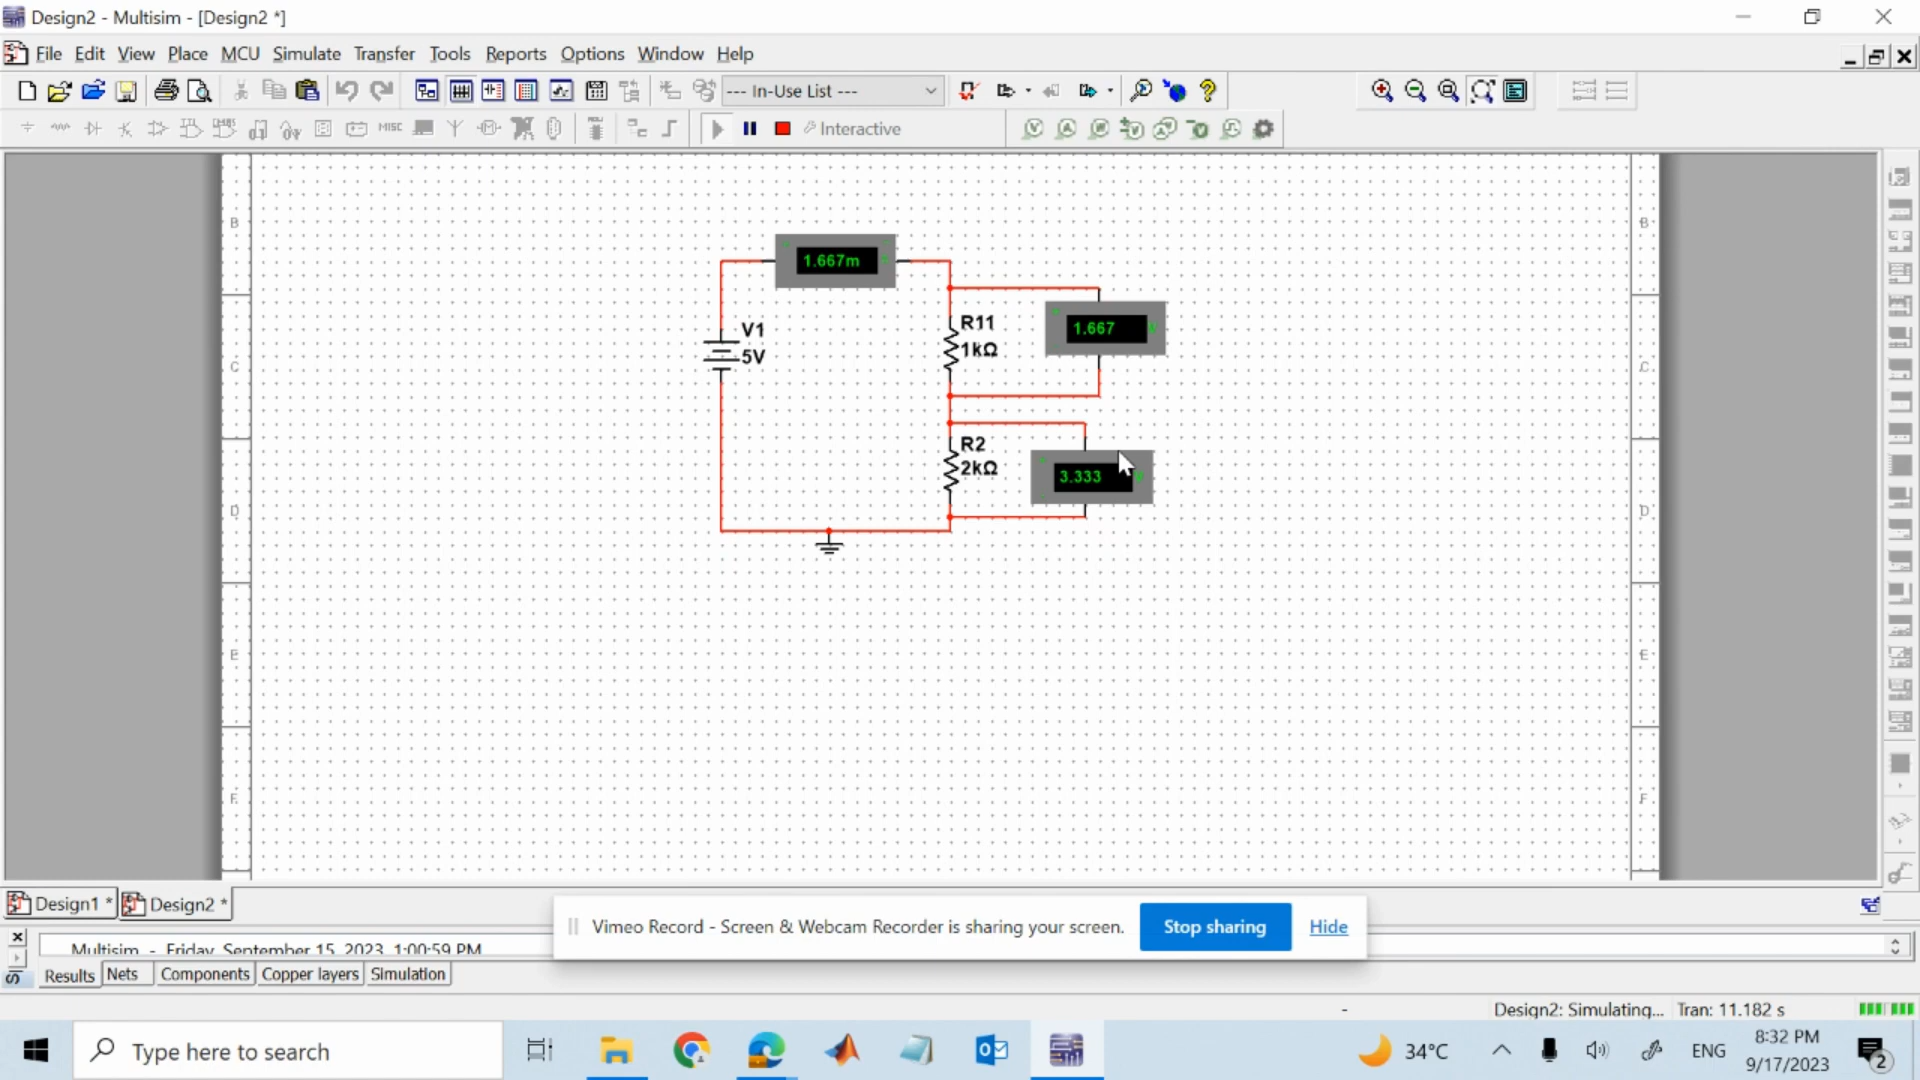 Design2 - Multisim - [Design2 *]
File Edit View Place MCU Simulate Transfer Tools Reports Options Window Help
--- In-Use List ---
MISC Interactive
B B
1.667m
R11
1kΩ
1.667
V1
5V
C C
R2
2kΩ
3.333
D D
E E
F F
Design1 * Design2 *
Vimeo Record - Screen & Webcam Recorder is sharing your screen. Stop sharing Hide
Multisim - Friday, September 15, 2023, 1:00:59 PM
Results Nets Components Copper layers Simulation
- Design2: Simulating... Tran: 11.182 s
Type here to search
34°C ENG
8:32 PM
9/17/2023
2